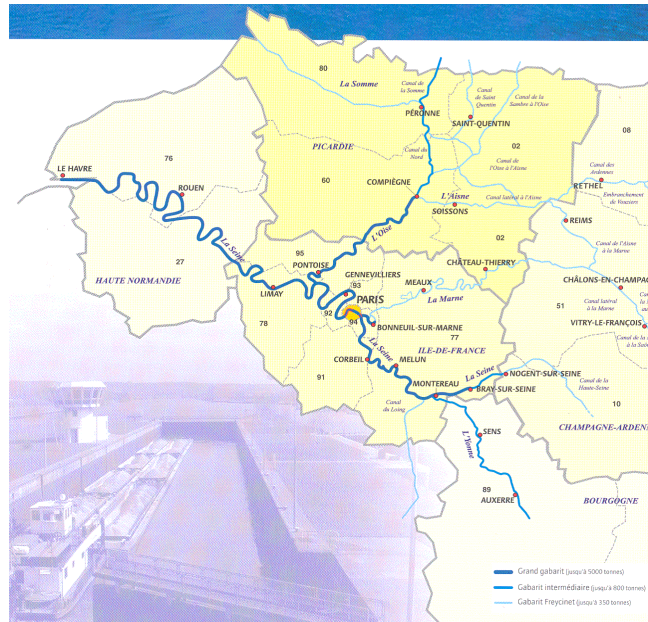 80
La Somme
Canal de
la Somme
Canal
de Saint
Quentin
Canal de la
Sambre à l'Oise
PÉRONNE
SAINT-QUENTIN
08
PICARDIE
76
Canal du
Nord
02
Canal de
l'Oise à l'Aisne
LE HAVRE
60
COMPIÈGNE
Canal des
Ardennes
RETHEL
ROUEN
L'Aisne
Canal latéral à l'Aisne
Embranchement
de Vouziers
SOISSONS
REIMS
L'Oise
La Seine
02
Canal de l'Aisne
à la Marne
27
95
PONTOISE
CHÂTEAU-THIERRY
HAUTE NORMANDIE
GENNEVILLIERS
93
MEAUX
CHÂLONS-EN-CHAMPAG
LIMAY
PARIS
La Marne
Canal latéral
à la Marne
51
78
92
94
BONNEUIL-SUR-MARNE
VITRY-LE-FRANÇOIS
77
La Seine
ILE-DE-FRANCE
CORBEIL
MELUN
91
La Seine
NOGENT-SUR-SEINE
MONTEREAU
BRAY-SUR-SEINE
Canal de la
Haute-Seine
Canal
du Loing
10
CHAMPAGNE-ARDENN
SENS
L'Yonne
89
AUXERRE
BOURGOGNE
Grand gabarit (jusqu'à 5000 tonnes)
Gabarit intermédiaire (jusqu'à 800 tonnes)
Gabarit Freycinet (jusqu'à 350 tonnes)